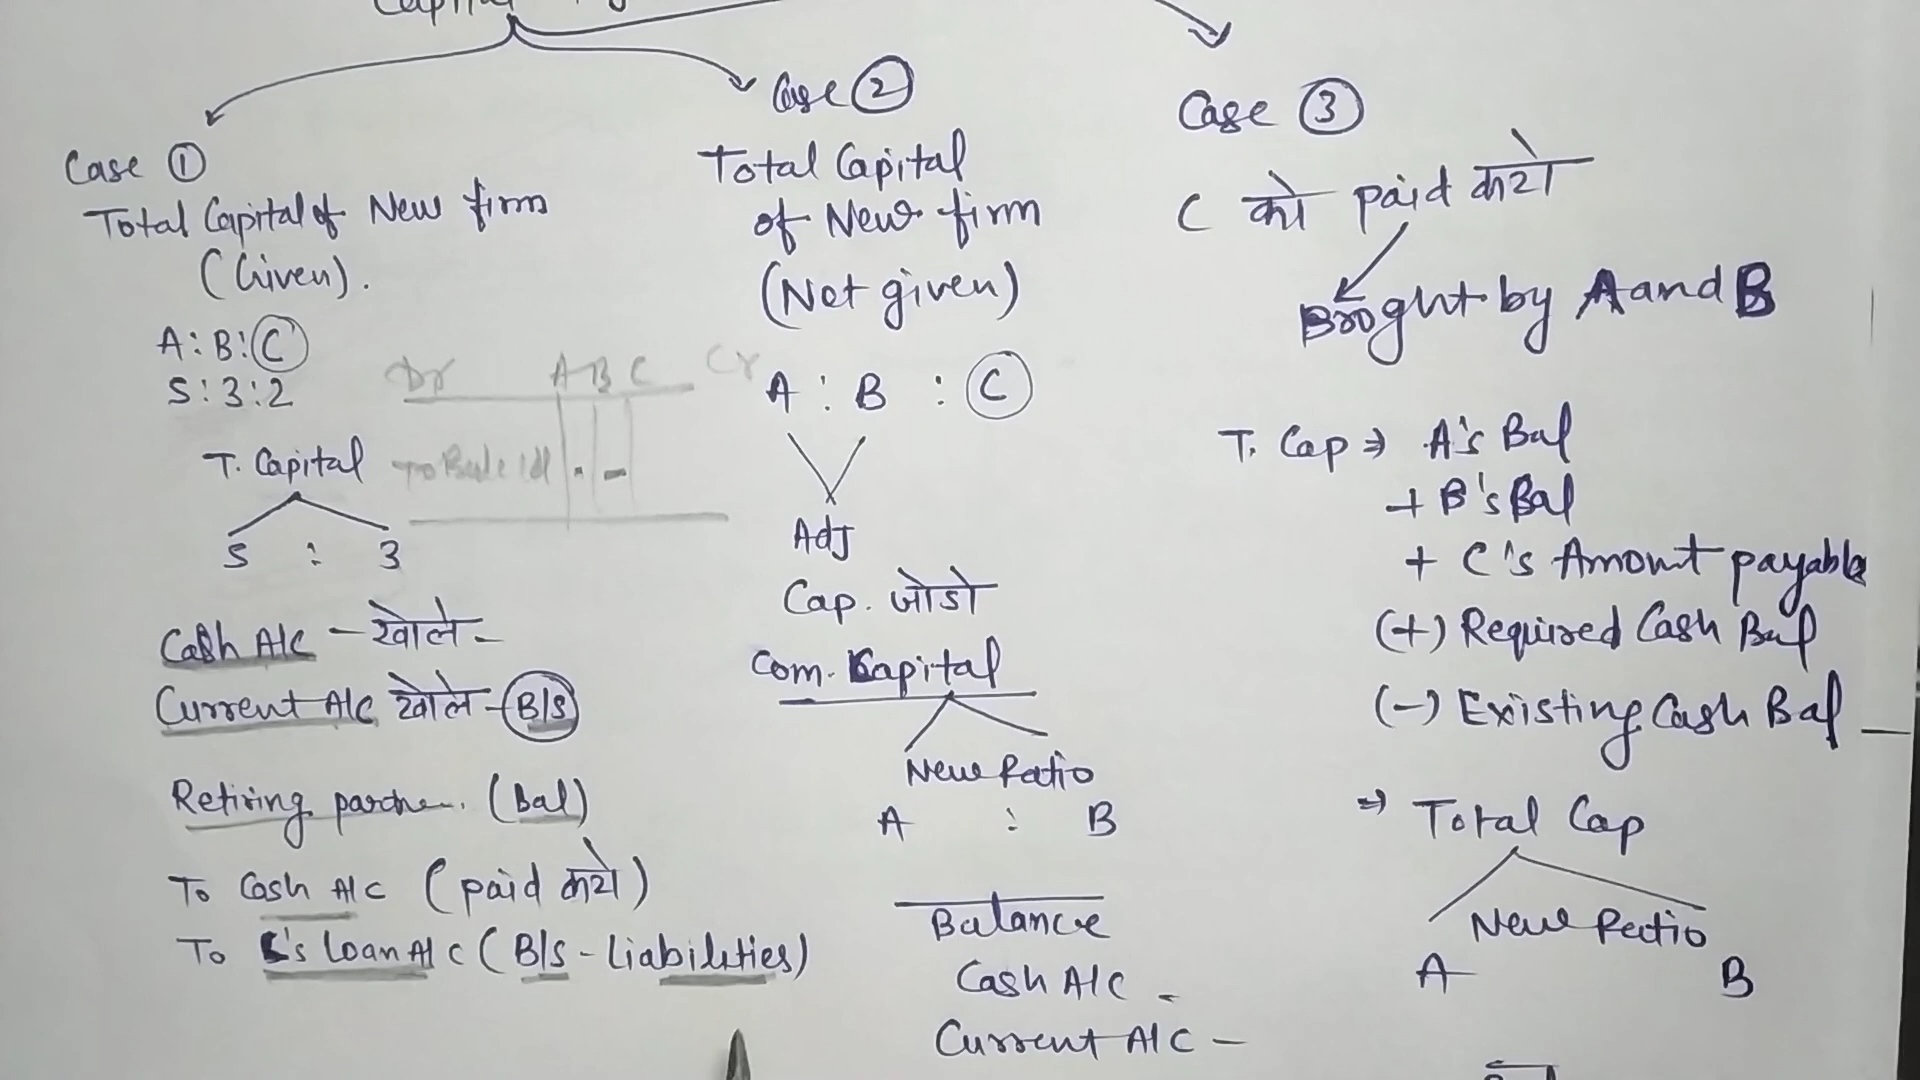 Case ①
Total Capital of New firm
(Given).
A:B:C
5:3:2
Dr A B C Cr
T. Capital
5 : 3
Cash A/c - खोले -
Current A/c खोले - B/s
Retiring partne. (Bal)
To Cash A/c (paid करो)
To C's Loan A/c (B/s - Liabilities)
Case ②
Total Capital
of New firm
(Not given)
A : B : C
Adj
Cap. जोडो
Com. Capital
New Ratio
A : B
Balance
Cash A/c -
Current A/c -
Case ③
C को paid करो
Broght by A and B
T. Cap ⇒ A's Bal
+ B's Bal
+ C's Amount payable
(+) Required Cash Bal
(-) Existing Cash Bal
⇒ Total Cap
New Ratio
A B